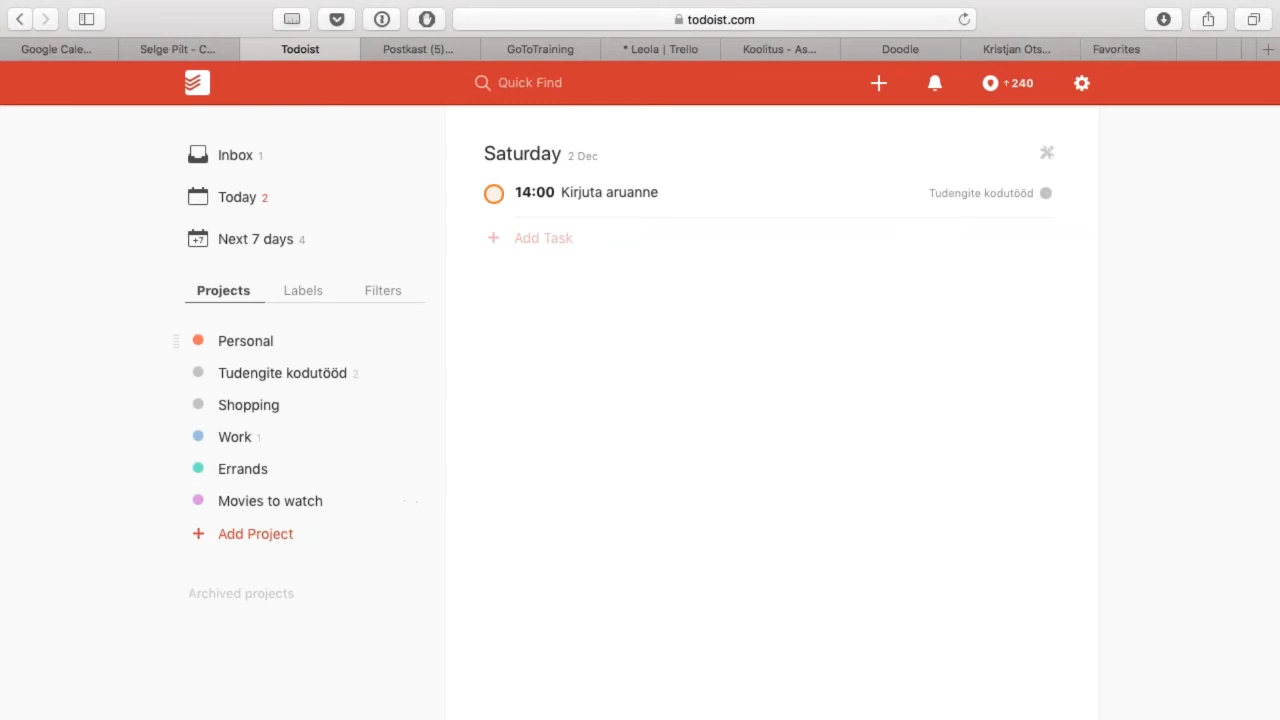 todoist.com
Google Cale...
Selge Pilt - C...
Todoist
Postkast (5)...
GoToTraining
* Leola | Trello
Koolitus - As...
Doodle
Kristjan Ots...
Favorites
Quick Find
↑240
Inbox 1
Today 2
Next 7 days 4
+7
Projects Labels Filters
Personal
Tudengite kodutööd 2
Shopping
Work 1
Errands
Movies to watch
+ Add Project
Archived projects
Saturday 2 Dec
14:00 Kirjuta aruanne
Tudengite kodutööd
+ Add Task